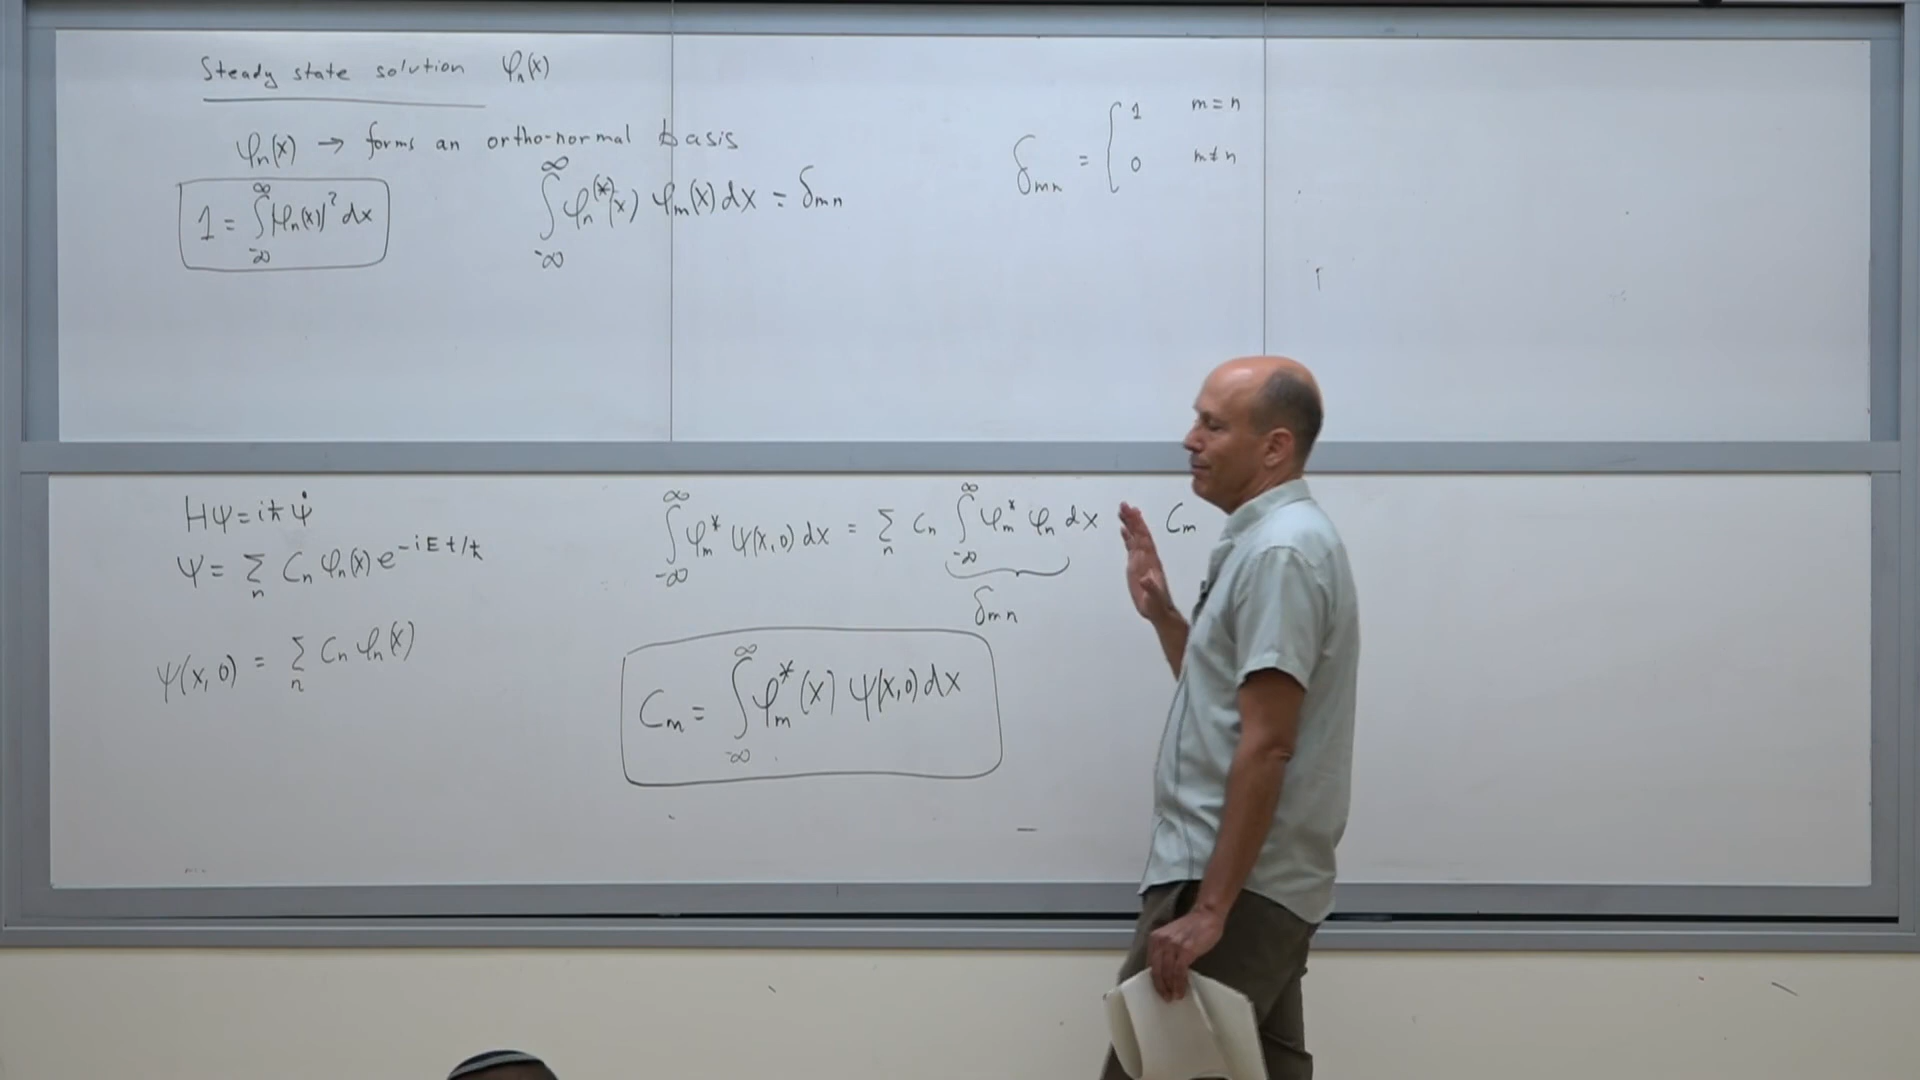 Steady state solution φₙ(x)
φₙ(x) → forms an ortho-normal basis
1 = ∫_{-∞}^{∞} |φₙ(x)|² dx
∫_{-∞}^{∞} φₙ^{(*)}(x) φₘ(x) dx = δₘₙ
δₘₙ = { 1 m = n
0 m ≠ n
Hψ = iħ ψ̇
ψ = Σₙ Cₙ φₙ(x) e^{-iEt/ħ}
ψ(x,0) = Σₙ Cₙ φₙ(x)
∫_{-∞}^{∞} φₘ* ψ(x,0) dx = Σₙ Cₙ ∫_{-∞}^{∞} φₘ* φₙ dx Cₘ
δₘₙ
Cₘ = ∫_{-∞}^{∞} φₘ*(x) ψ(x,0) dx